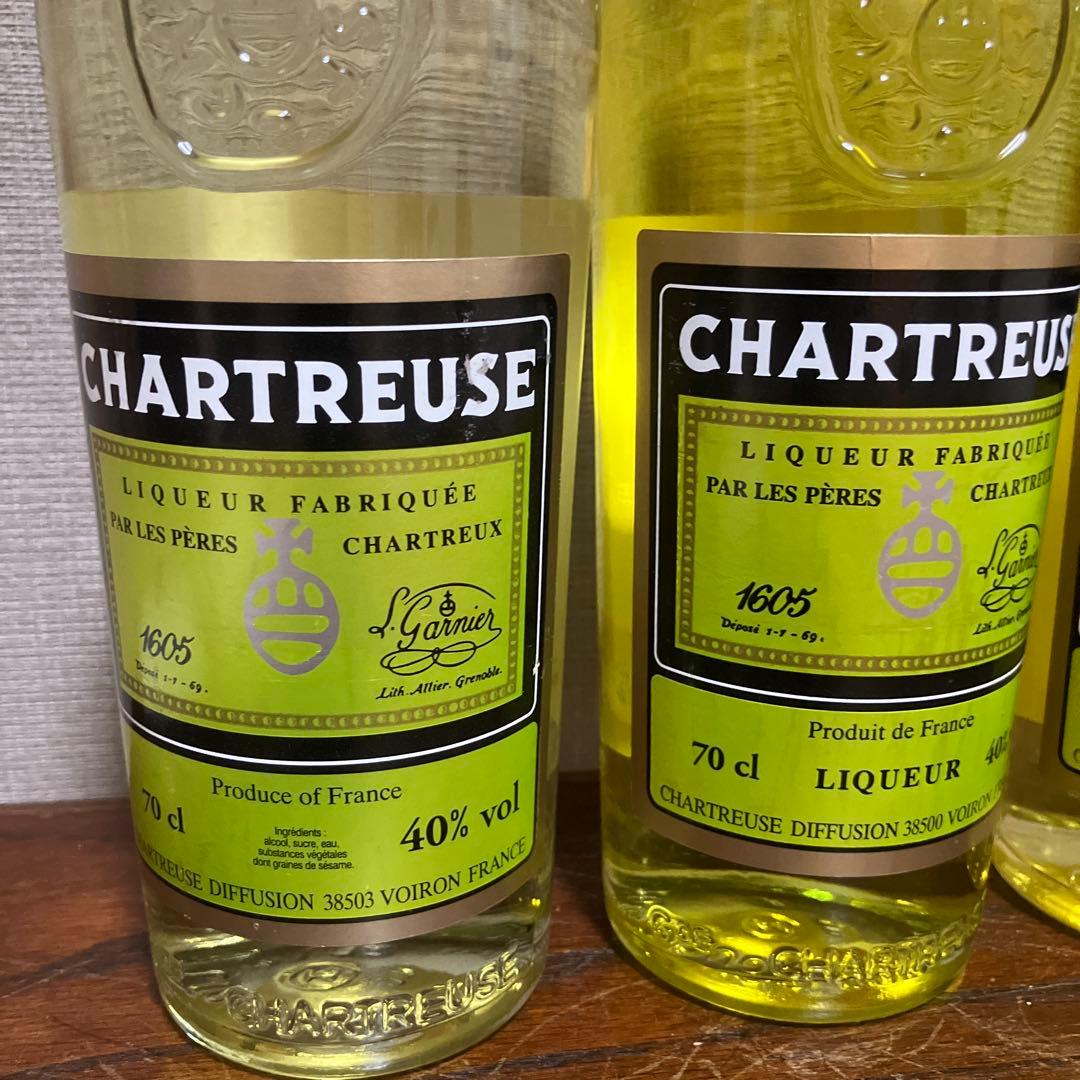 CHARTREUSE
LIQUEUR FABRIQUÉE
PAR LES PÈRES CHARTREUX
1605
Déposé 1-1-69.
L. Garnier
Lith. Allier. Grenoble.
Produce of France
70 cl
40% vol
Ingrédients :
alcool, sucre, eau,
substances végétales
dont graines de sésame.
CHARTREUSE DIFFUSION 38503 VOIRON FRANCE
CHARTREUSE
CHARTREUS
LIQUEUR FABRIQUÉE
PAR LES PÈRES CHARTREUX
1605
Déposé 1-1-69.
L. Garnier
Lith. Allier. Grenoble
Produit de France
70 cl
LIQUEUR
40%
CHARTREUSE DIFFUSION 38500 VOIRON
CHARTREUSE